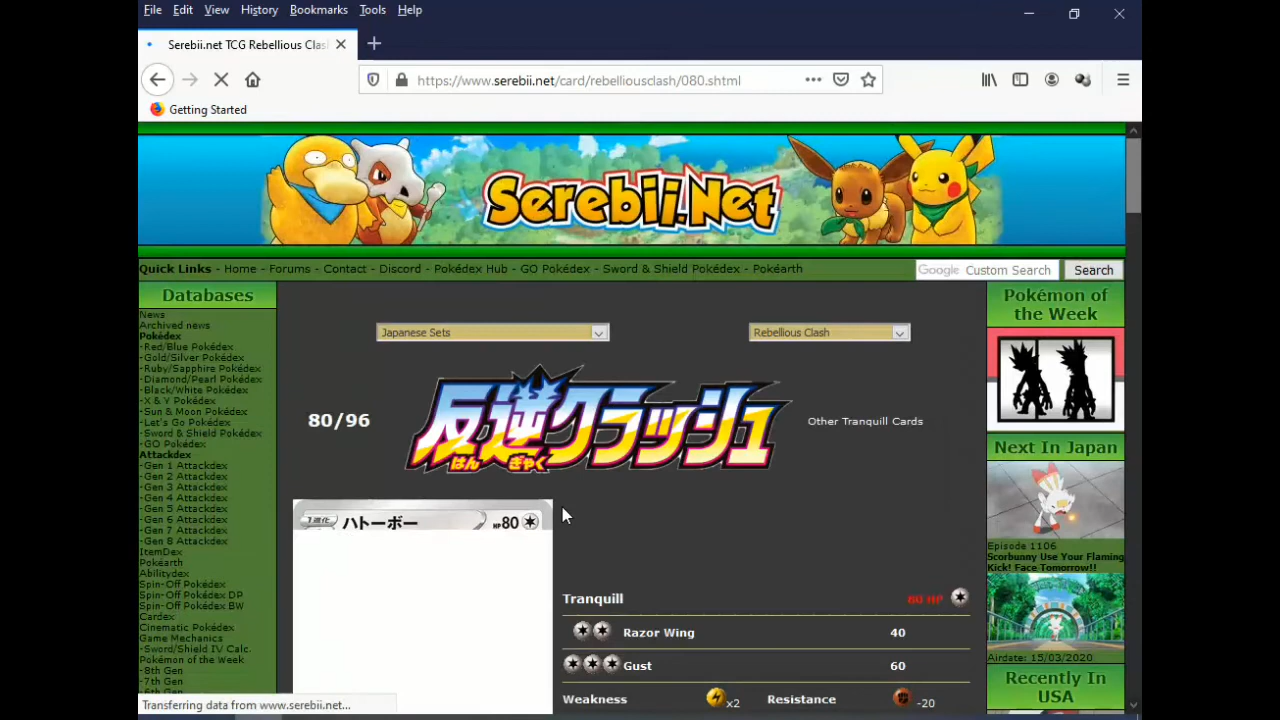 File Edit View History Bookmarks Tools Help
Serebii.net TCG Rebellious Clas
https://www.serebii.net/card/rebelliousclash/080.shtml
Getting Started
Serebii.Net
Quick Links - Home - Forums - Contact - Discord - Pokédex Hub - GO Pokédex - Sword & Shield Pokédex - Pokéarth
Google Custom Search
Search
Databases
News
Archived news
Pokédex
-Red/Blue Pokédex
-Gold/Silver Pokédex
-Ruby/Sapphire Pokédex
-Diamond/Pearl Pokédex
-Black/White Pokédex
-X & Y Pokédex
-Sun & Moon Pokédex
-Let's Go Pokédex
-Sword & Shield Pokédex
-GO Pokédex
Attackdex
-Gen 1 Attackdex
-Gen 2 Attackdex
-Gen 3 Attackdex
-Gen 4 Attackdex
-Gen 5 Attackdex
-Gen 6 Attackdex
-Gen 7 Attackdex
-Gen 8 Attackdex
ItemDex
Pokéarth
Abilitydex
Spin-Off Pokédex
Spin-Off Pokédex DP
Spin-Off Pokédex BW
Cardex
Cinematic Pokédex
Game Mechanics
-Sword/Shield IV Calc.
Pokémon of the Week
-8th Gen
-7th Gen
-6th Gen
Transferring data from www.serebii.net...
Japanese Sets
Rebellious Clash
80/96
反逆クラッシュ
はん ぎゃく
Other Tranquill Cards
1進化 ハトーボー HP80
Tranquill 80 HP
Razor Wing 40
Gust 60
Weakness x2 Resistance -20
Pokémon of
the Week
Next In Japan
Episode 1106
Scorbunny Use Your Flaming
Kick! Face Tomorrow!!
Airdate: 15/03/2020
Recently In
USA